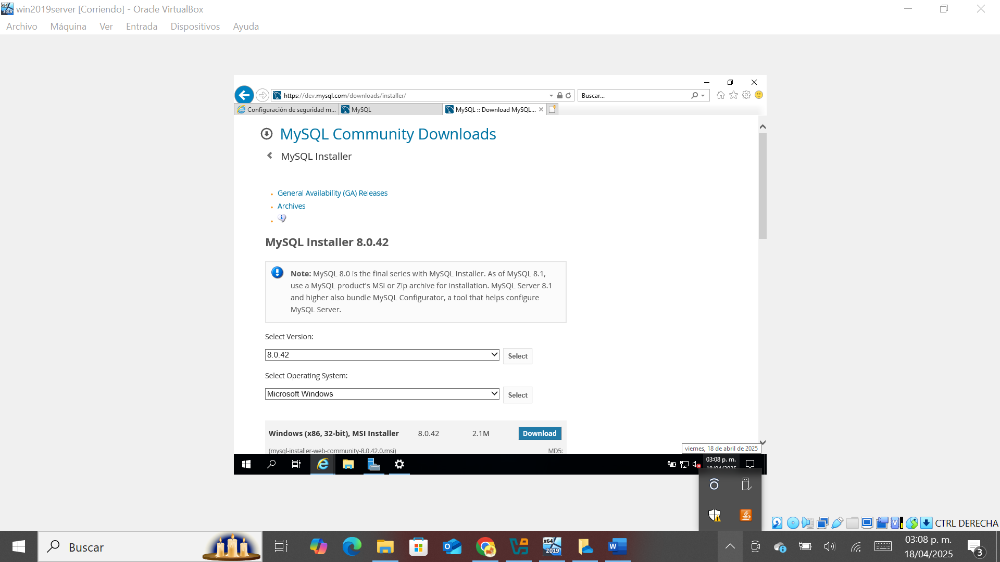 win2019server [Corriendo] - Oracle VirtualBox
Archivo Máquina Ver Entrada Dispositivos Ayuda
https://dev.mysql.com/downloads/installer/
Buscar...
Configuración de seguridad m...
MySQL
MySQL :: Download MySQL...
MySQL Community Downloads
MySQL Installer
General Availability (GA) Releases
Archives
MySQL Installer 8.0.42
Note: MySQL 8.0 is the final series with MySQL Installer. As of MySQL 8.1,
use a MySQL product's MSI or Zip archive for installation. MySQL Server 8.1
and higher also bundle MySQL Configurator, a tool that helps configure
MySQL Server.
Select Version:
8.0.42
Select
Select Operating System:
Microsoft Windows
Select
Windows (x86, 32-bit), MSI Installer 8.0.42 2.1M Download
(mysql-installer-web-community-8.0.42.0.msi) MD5:
viernes, 18 de abril de 2025
03:08 p. m.
18/04/2025
CTRL DERECHA
Buscar
x64
2019
03:08 p. m.
18/04/2025
3